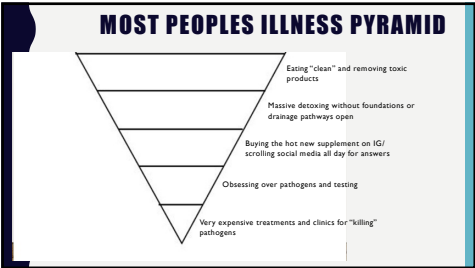 MOST PEOPLES ILLNESS PYRAMID
Eating "clean" and removing toxic
products
Massive detoxing without foundations or
drainage pathways open
Buying the hot new supplement on IG/
scrolling social media all day for answers
Obsessing over pathogens and testing
Very expensive treatments and clinics for "killing"
pathogens